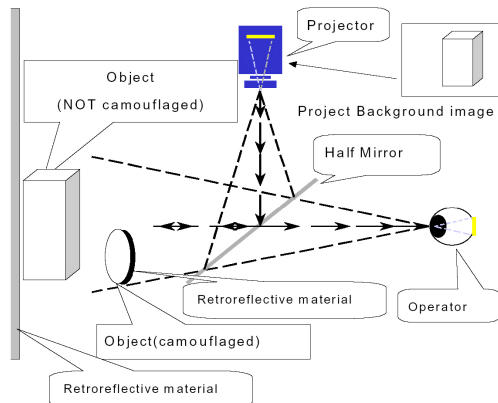 Projector
Object
(NOT camouflaged)
Project Background image
Half Mirror
Retroreflective material
Operator
Object(camouflaged)
Retroreflective material